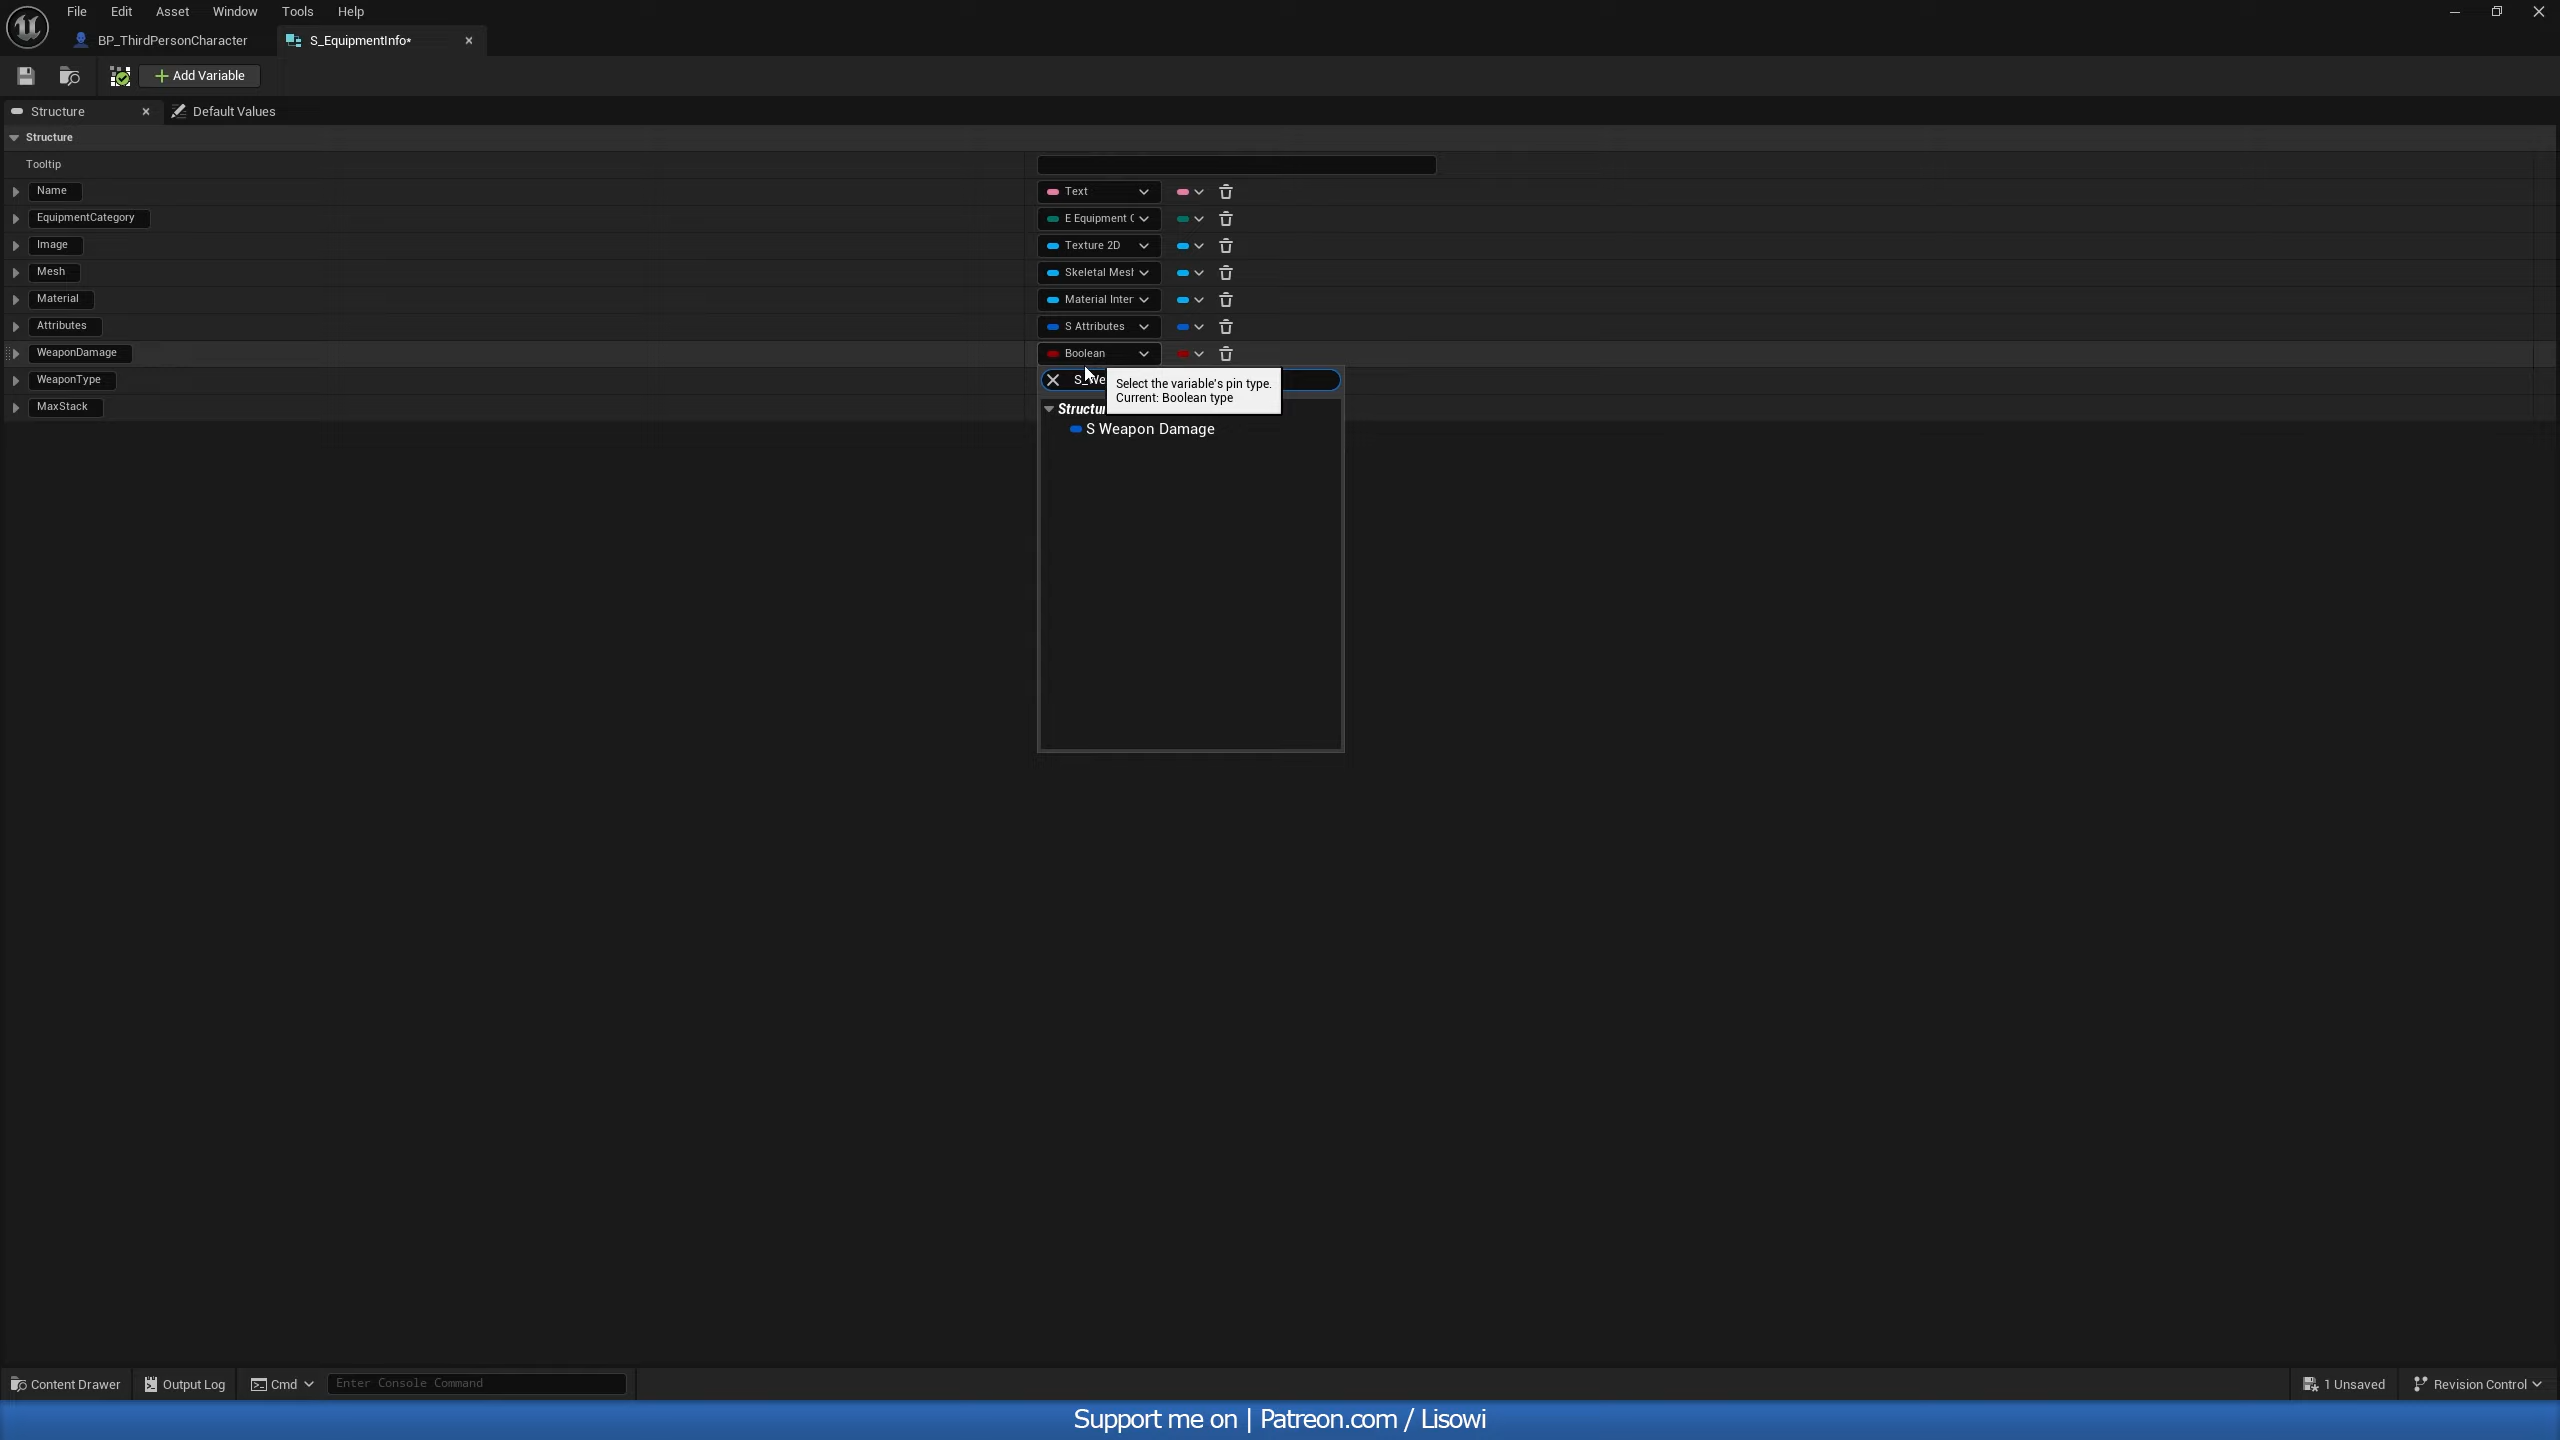 File Edit Asset Window Tools Help
BP_ThirdPersonCharacter S_EquipmentInfo*
Add Variable
Structure Default Values
Structure
Tooltip
Name Text
EquipmentCategory E Equipment C
Image Texture 2D
Mesh Skeletal Mesh
Material Material Inter
Attributes S Attributes
WeaponDamage Boolean
WeaponType S_We
Select the variable's pin type.
Current: Boolean type
MaxStack Structur
S Weapon Damage
Content Drawer Output Log Cmd Enter Console Command 1 Unsaved Revision Control
Support me on | Patreon.com / Lisowi